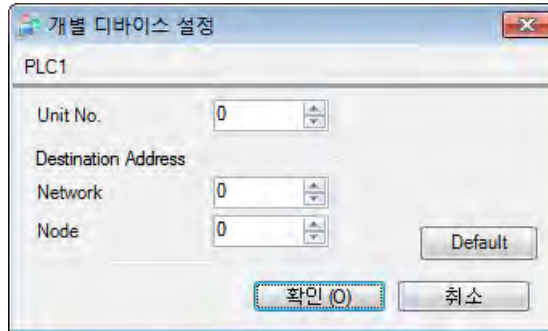 개별 디바이스 설정
PLC1
Unit No. 0
Destination Address
Network 0
Node 0
Default
확인 (O) 취소